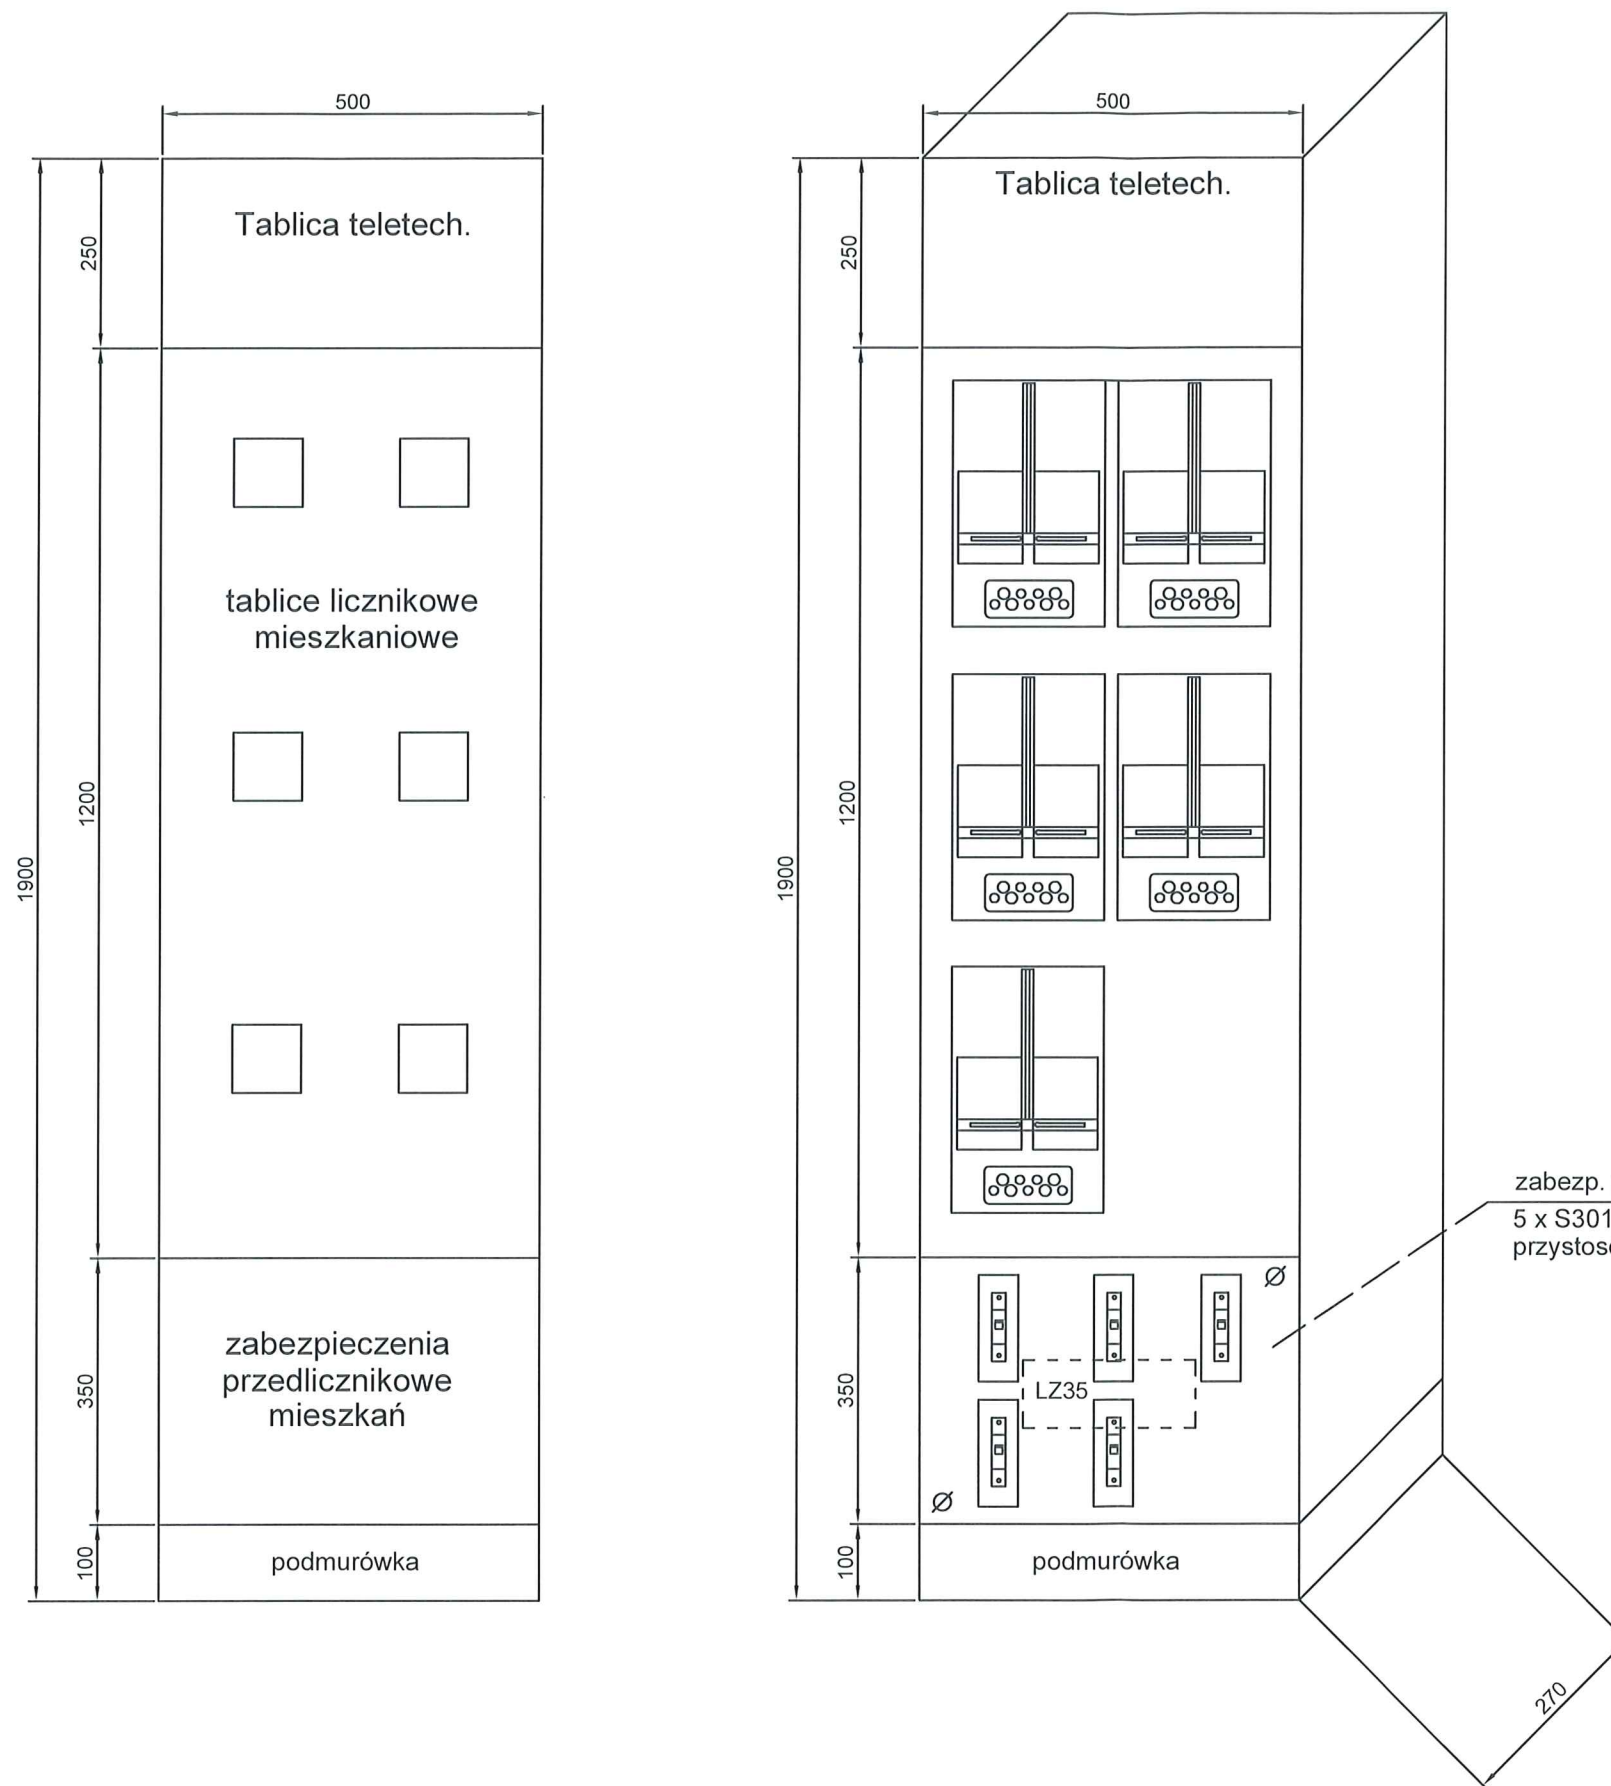 500
Tablica teletech.
250
tablice licznikowe
mieszkaniowe
1200
1900
zabezpieczenia
przedlicznikowe
mieszkań
350
podmurówka
100
500
Tablica teletech.
250
1200
1900
zabezp.
5 x S301
Ø
LZ35
350
Ø
podmurówka
100
270